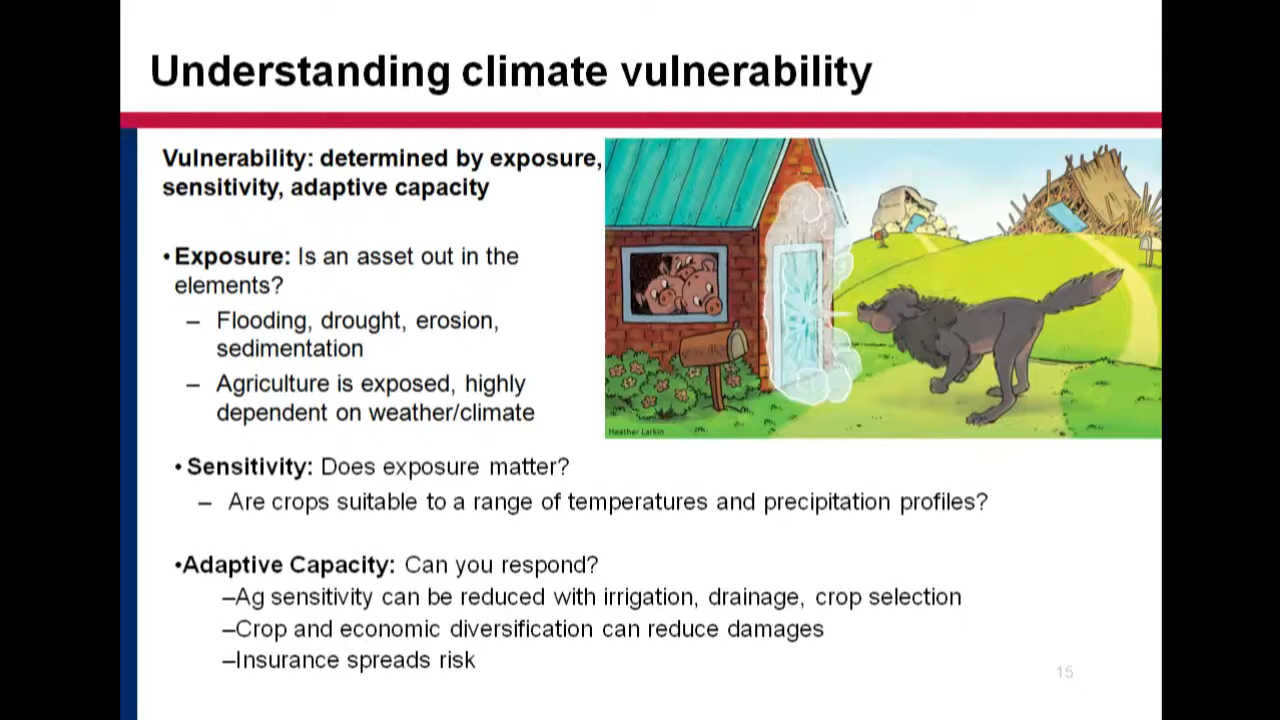 Understanding climate vulnerability
Vulnerability: determined by exposure,
sensitivity, adaptive capacity
•Exposure: Is an asset out in the
elements?
– Flooding, drought, erosion,
sedimentation
– Agriculture is exposed, highly
dependent on weather/climate
Heather Larkin
•Sensitivity: Does exposure matter?
– Are crops suitable to a range of temperatures and precipitation profiles?
•Adaptive Capacity: Can you respond?
–Ag sensitivity can be reduced with irrigation, drainage, crop selection
–Crop and economic diversification can reduce damages
–Insurance spreads risk
15